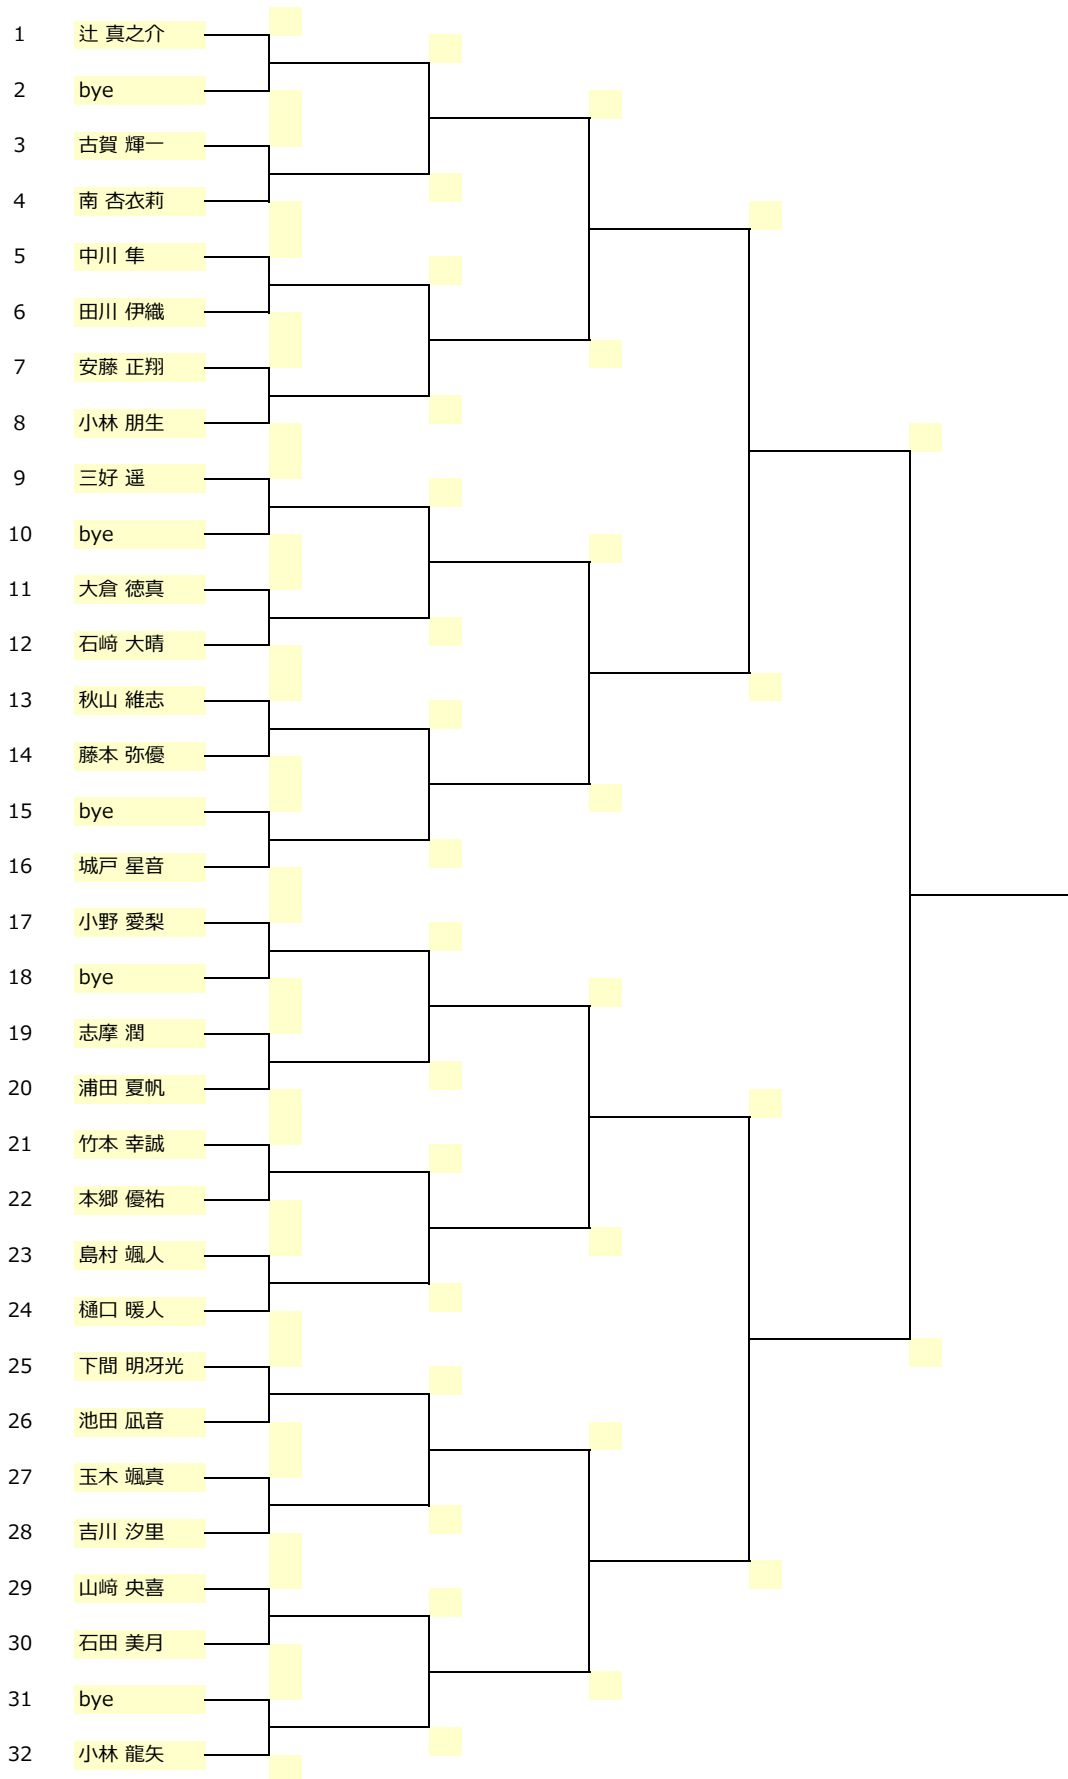 1 辻 真之介
2 bye
3 古賀 輝一
4 南 杏衣莉
5 中川 隼
6 田川 伊織
7 安藤 正翔
8 小林 朋生
9 三好 遥
10 bye
11 大倉 徳真
12 石﨑 大晴
13 秋山 維志
14 藤本 弥優
15 bye
16 城戸 星音
17 小野 愛梨
18 bye
19 志摩 潤
20 浦田 夏帆
21 竹本 幸誠
22 本郷 優祐
23 島村 颯人
24 樋口 暖人
25 下間 明冴光
26 池田 凪音
27 玉木 颯真
28 吉川 汐里
29 山﨑 央喜
30 石田 美月
31 bye
32 小林 龍矢